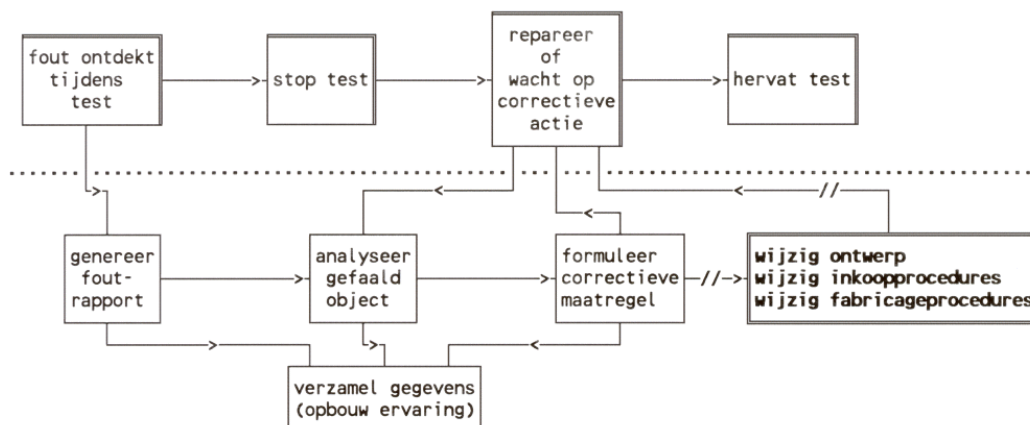 fout ontdekt
tijdens
test
stop test
repareer
of
wacht op
correctieve
actie
hervat test
genereer
fout-
rapport
analyseer
gefaald
object
formuleer
correctieve
maatregel
wijzig ontwerp
wijzig inkoopprocedures
wijzig fabricageprocedures
verzamel gegevens
(opbouw ervaring)